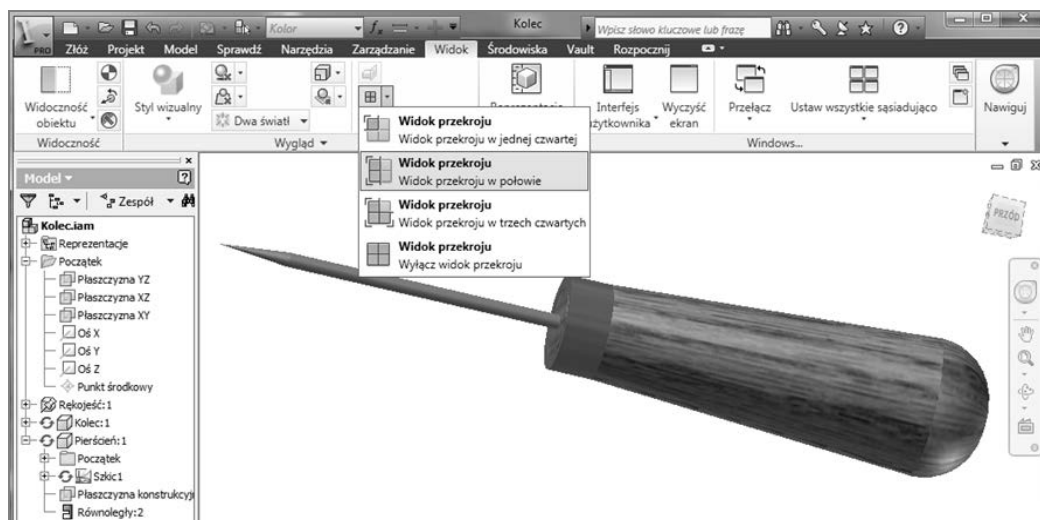 PRO
Kolor
fx
Kolec
Wpisz słowo kluczowe lub frazę
Złóż Projekt Model Sprawdź Narzędzia Zarządzanie Widok Środowiska Vault Rozpocznij
Widoczność obiektu
Styl wizualny
Dwa światł
Interfejs
użytkownika
Wyczyść ekran
Przełącz
Ustaw wszystkie sąsiadująco
Nawiguj
Widoczność
Wygląd
Windows...
Widok przekroju
Widok przekroju w jednej czwartej
Widok przekroju
Widok przekroju w połowie
Widok przekroju
Widok przekroju w trzech czwartych
Widok przekroju
Wyłącz widok przekroju
Model
Zespół
Kolec.iam
Reprezentacje
Początek
Płaszczyzna YZ
Płaszczyzna XZ
Płaszczyzna XY
Oś X
Oś Y
Oś Z
Punkt środkowy
Rękojeść:1
Kolec:1
Pierścień:1
Początek
Szkic1
Płaszczyzna konstrukcyj
Równoległy:2
PRZÓD